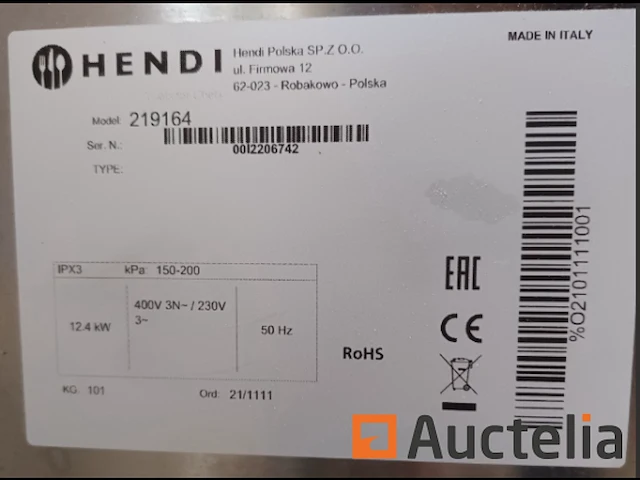 HENDI
Hendi Polska SP.Z O.O.
ul. Firmowa 12
62-023 - Robakowo - Polska
MADE IN ITALY
Model: 219164
Ser. N.:
00I2206742
TYPE:
%O2101111001
IPX3 kPa: 150-200
12.4 kW
400V 3N~ / 230V
3~
50 Hz
EAC
CE
RoHS
KG. 101
Ord: 21/1111
Auctelia